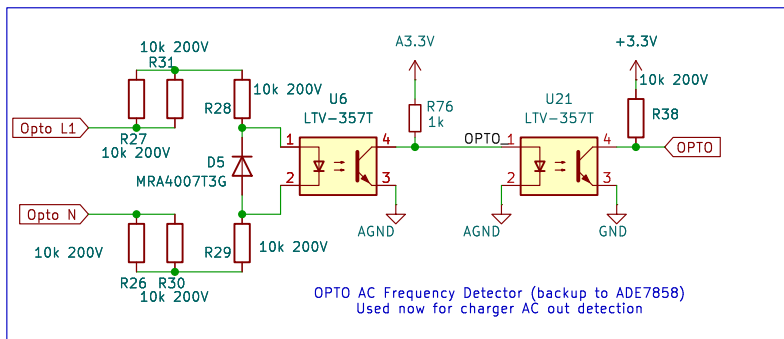 10k 200V
R31
Opto L1
R27
10k 200V
R28
10k 200V
D5
MRA4007T3G
Opto N
10k 200V
R26
R30
10k 200V
R29
10k 200V
U6
LTV-357T
1
2
4
3
A3.3V
R76
1k
AGND
OPTO_
U21
LTV-357T
1
2
4
3
AGND
+3.3V
10k 200V
R38
OPTO
GND
OPTO AC Frequency Detector (backup to ADE7858)
Used now for charger AC out detection